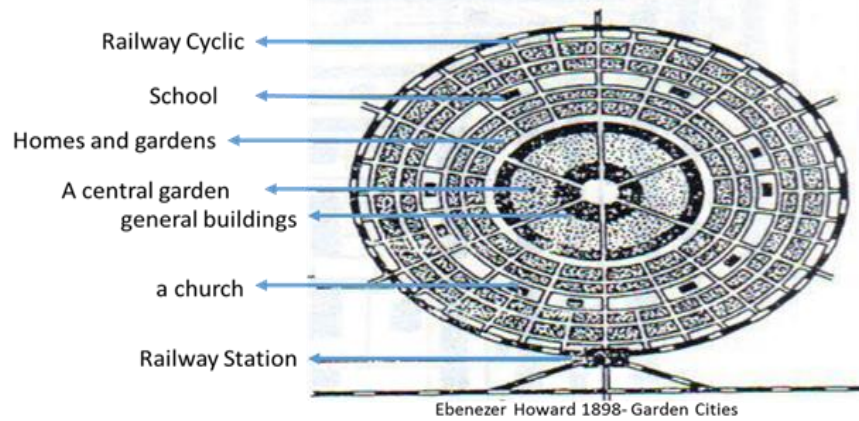 Railway Cyclic
School
Homes and gardens
A central garden
general buildings
a church
Railway Station
Ebenezer Howard 1898- Garden Cities